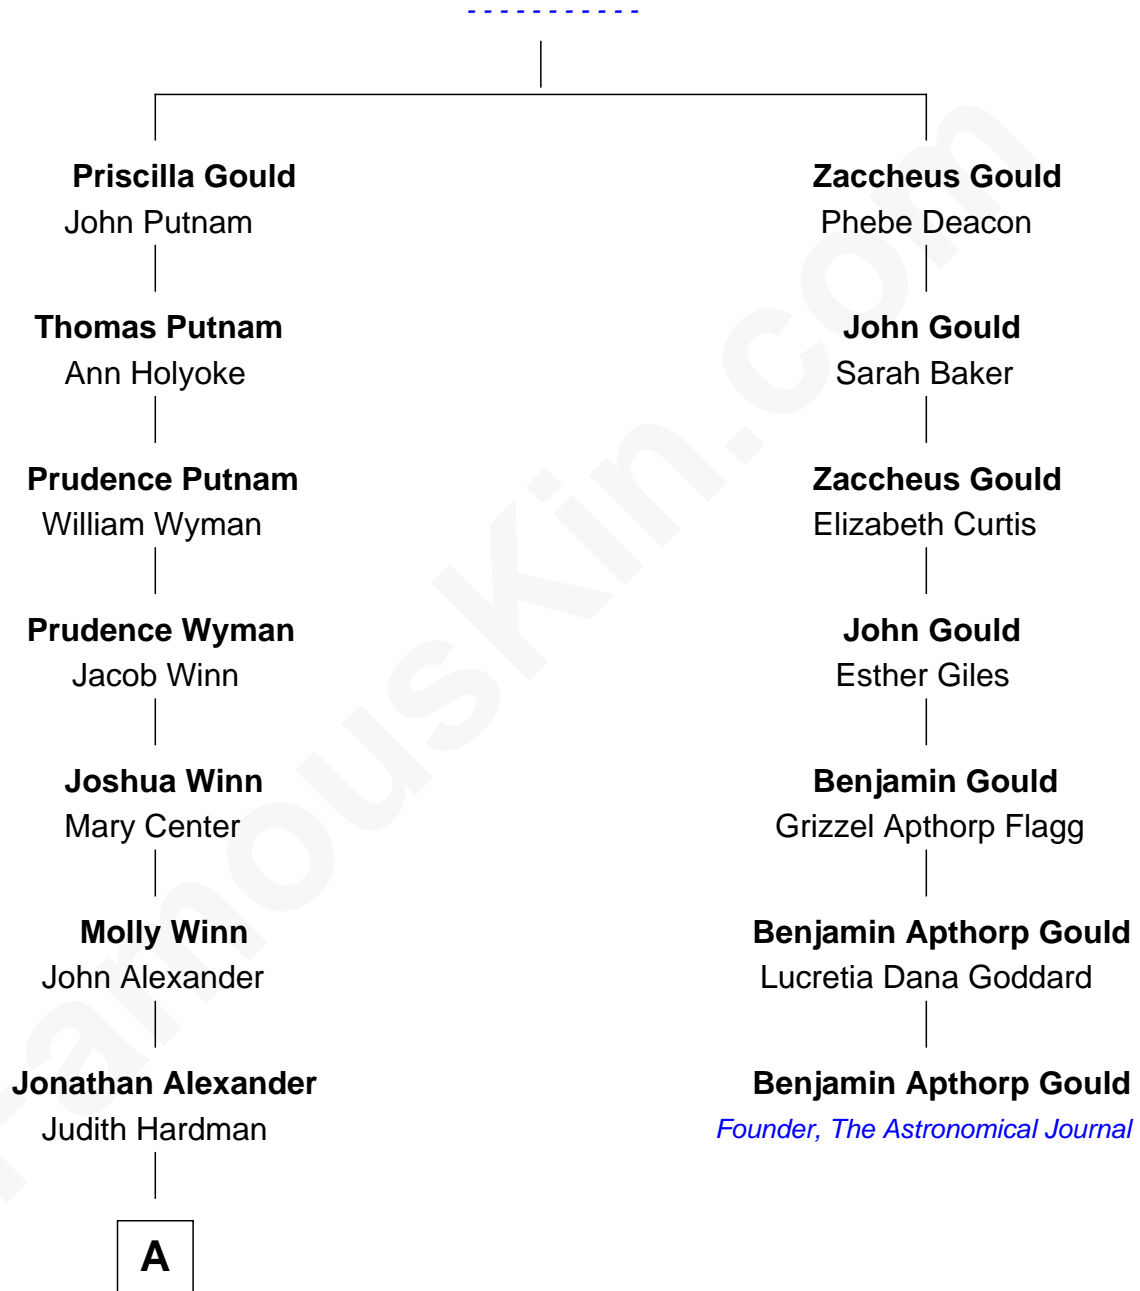 - - - - - - - - - - -
Priscilla Gould
John Putnam
Thomas Putnam
Ann Holyoke
Prudence Putnam
William Wyman
Prudence Wyman
Jacob Winn
Joshua Winn
Mary Center
Molly Winn
John Alexander
Jonathan Alexander
Judith Hardman
A
Zaccheus Gould
Phebe Deacon
John Gould
Sarah Baker
Zaccheus Gould
Elizabeth Curtis
John Gould
Esther Giles
Benjamin Gould
Grizzel Apthorp Flagg
Benjamin Apthorp Gould
Lucretia Dana Goddard
Benjamin Apthorp Gould
Founder, The Astronomical Journal
FamousKin.com